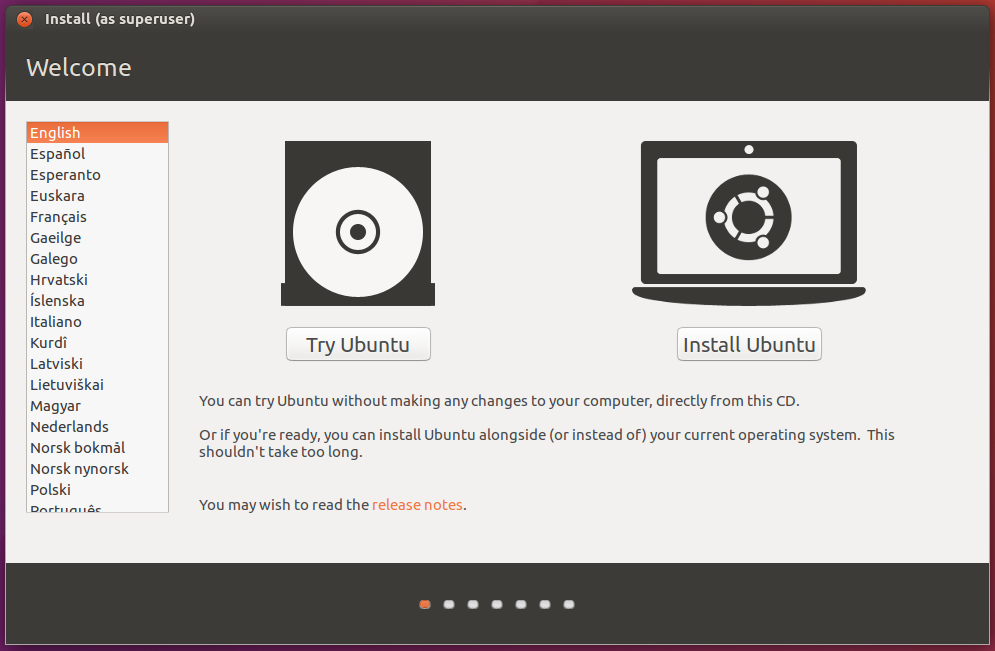 Install (as superuser)
Welcome
English
Español
Esperanto
Euskara
Français
Gaeilge
Galego
Hrvatski
Íslenska
Italiano
Kurdî
Latviski
Lietuviškai
Magyar
Nederlands
Norsk bokmål
Norsk nynorsk
Polski
Português
Try Ubuntu
Install Ubuntu
You can try Ubuntu without making any changes to your computer, directly from this CD.
Or if you're ready, you can install Ubuntu alongside (or instead of) your current operating system.  This
shouldn't take too long.
You may wish to read the release notes.